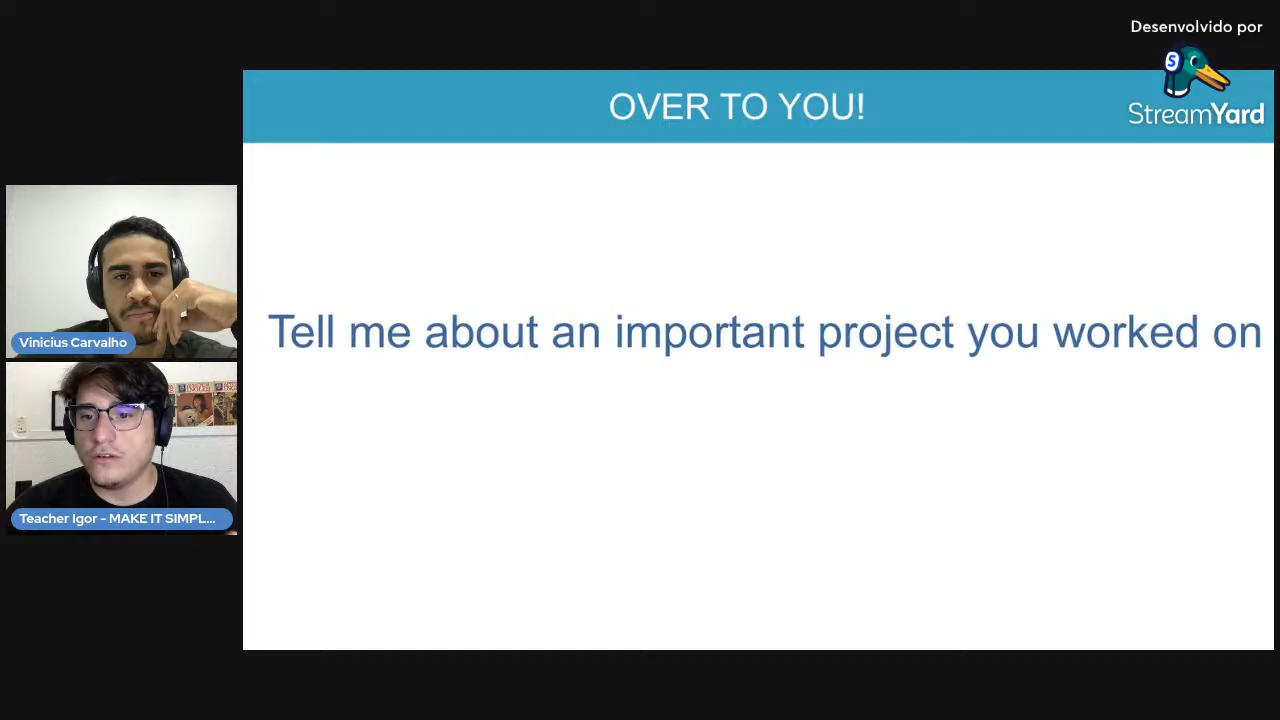 Desenvolvido por
StreamYard
OVER TO YOU!
Tell me about an important project you worked on
Vinicius Carvalho
Teacher Igor - MAKE IT SIMPL...